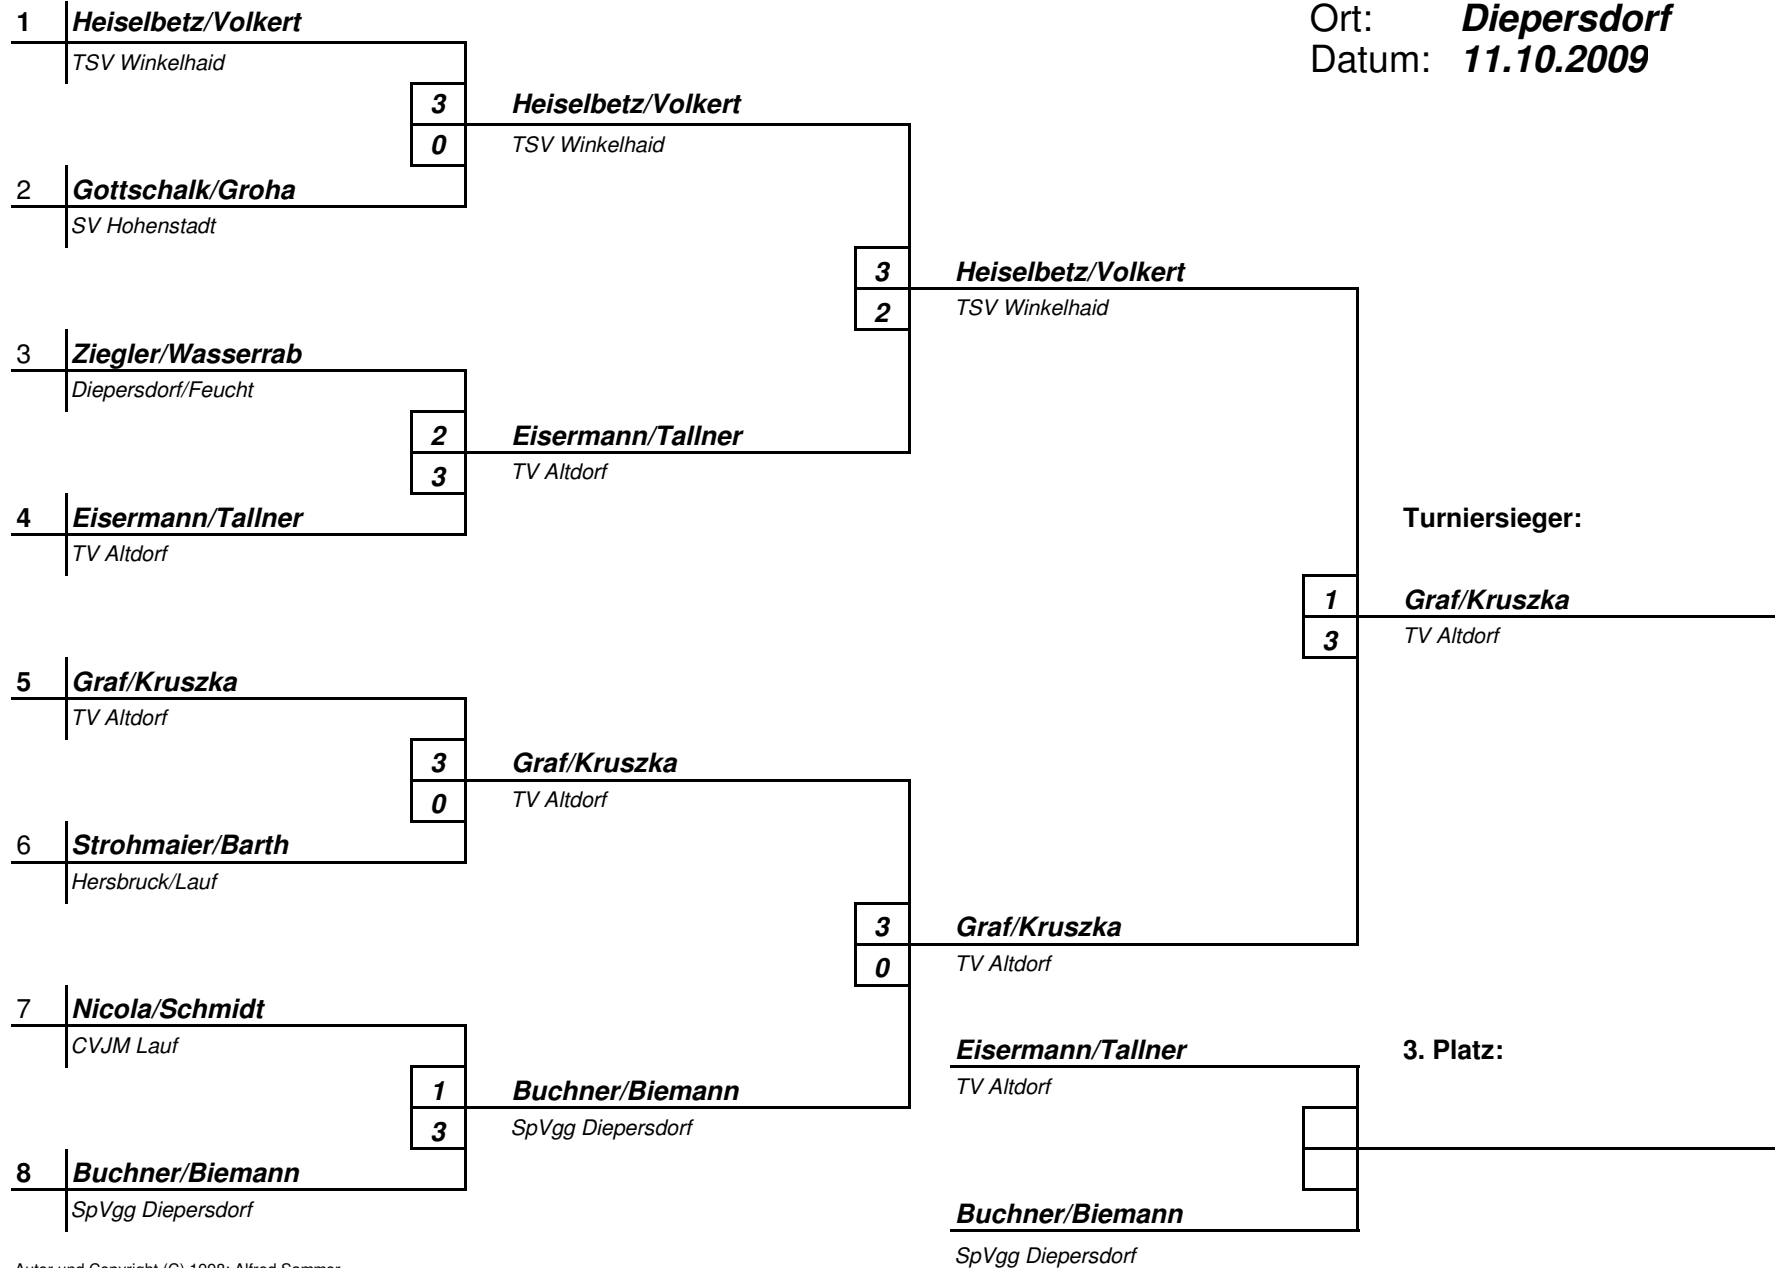 Ort: Diepersdorf
Datum: 11.10.2009
1 Heiselbetz/Volkert
TSV Winkelhaid
3 Heiselbetz/Volkert
0 TSV Winkelhaid
2 Gottschalk/Groha
SV Hohenstadt
3 Heiselbetz/Volkert
2 TSV Winkelhaid
3 Ziegler/Wasserrab
Diepersdorf/Feucht
2 Eisermann/Tallner
3 TV Altdorf
4 Eisermann/Tallner
TV Altdorf
Turniersieger:
1 Graf/Kruszka
3 TV Altdorf
5 Graf/Kruszka
TV Altdorf
3 Graf/Kruszka
0 TV Altdorf
6 Strohmaier/Barth
Hersbruck/Lauf
3 Graf/Kruszka
0 TV Altdorf
7 Nicola/Schmidt
CVJM Lauf
Eisermann/Tallner
TV Altdorf
3. Platz:
1 Buchner/Biemann
3 SpVgg Diepersdorf
8 Buchner/Biemann
SpVgg Diepersdorf
Buchner/Biemann
SpVgg Diepersdorf